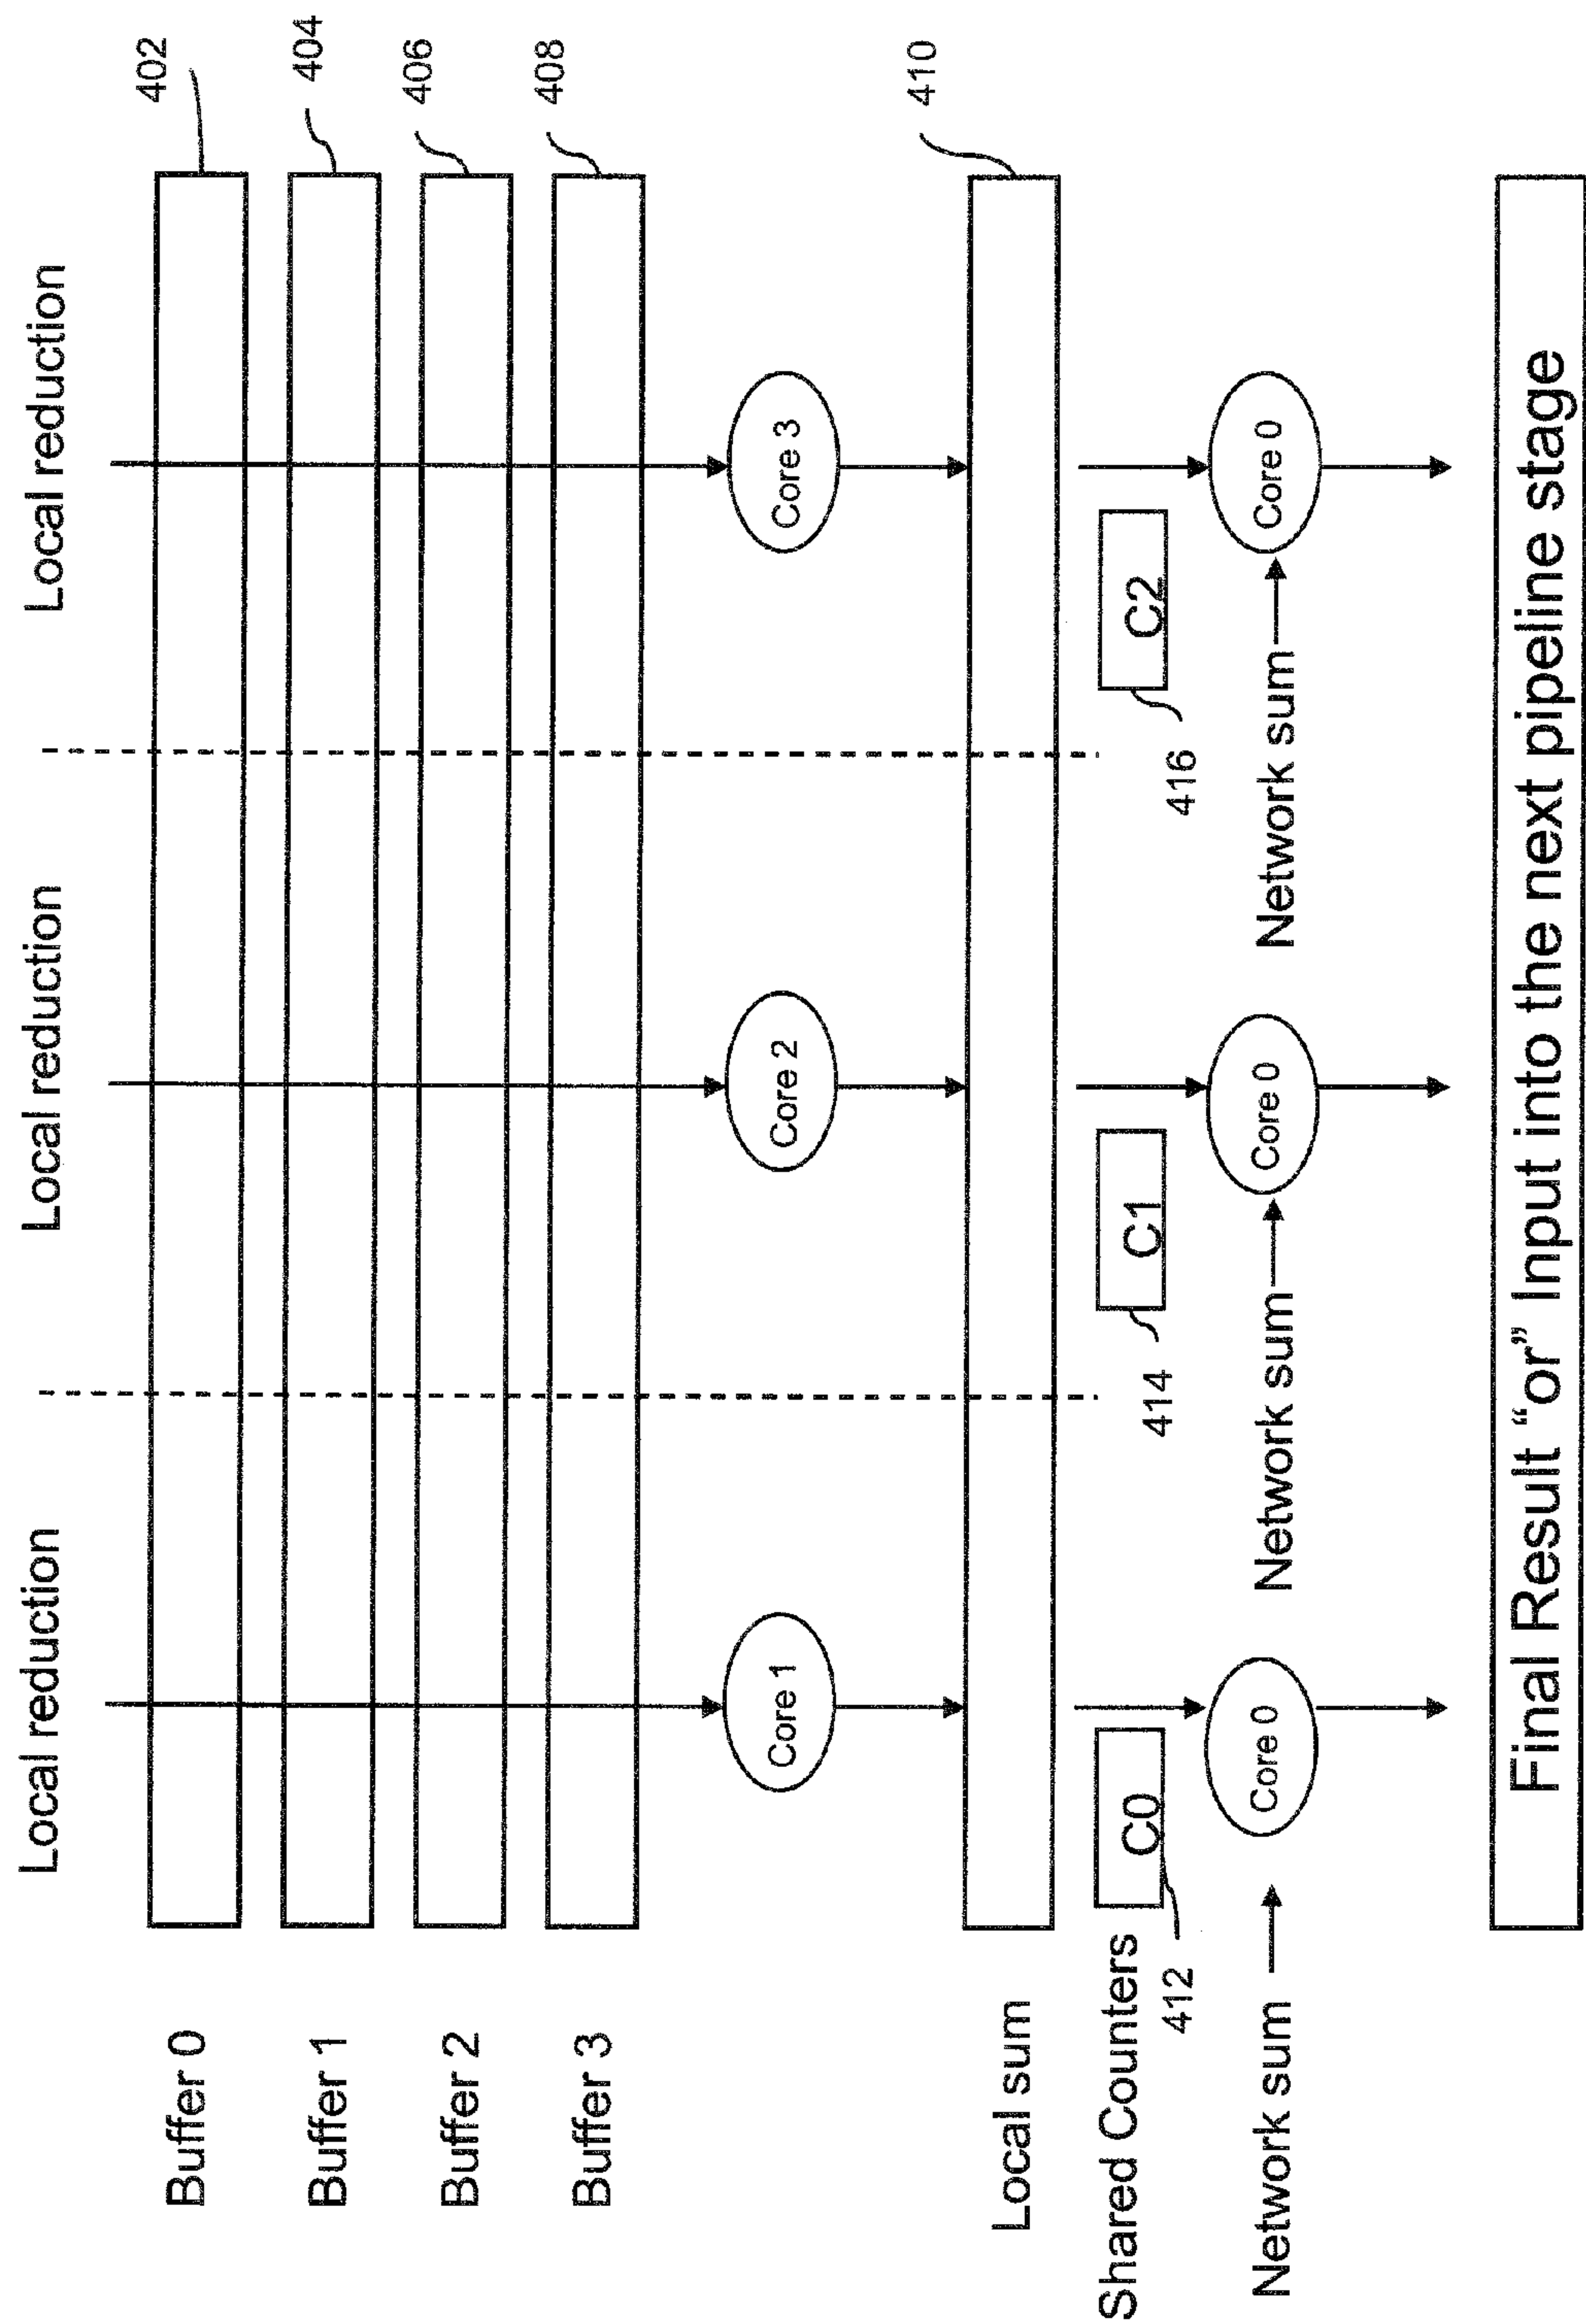 Local reduction
Local reduction
Local reduction
402
Buffer 0
404
Buffer 1
406
Buffer 2
408
Buffer 3
Core 1
Core 2
Core 3
410
Local sum
Shared Counters
C0
C1
C2
412
414
416
Network sum
Core 0
Network sum
Core 0
Network sum
Core 0
Final Result “or” Input into the next pipeline stage